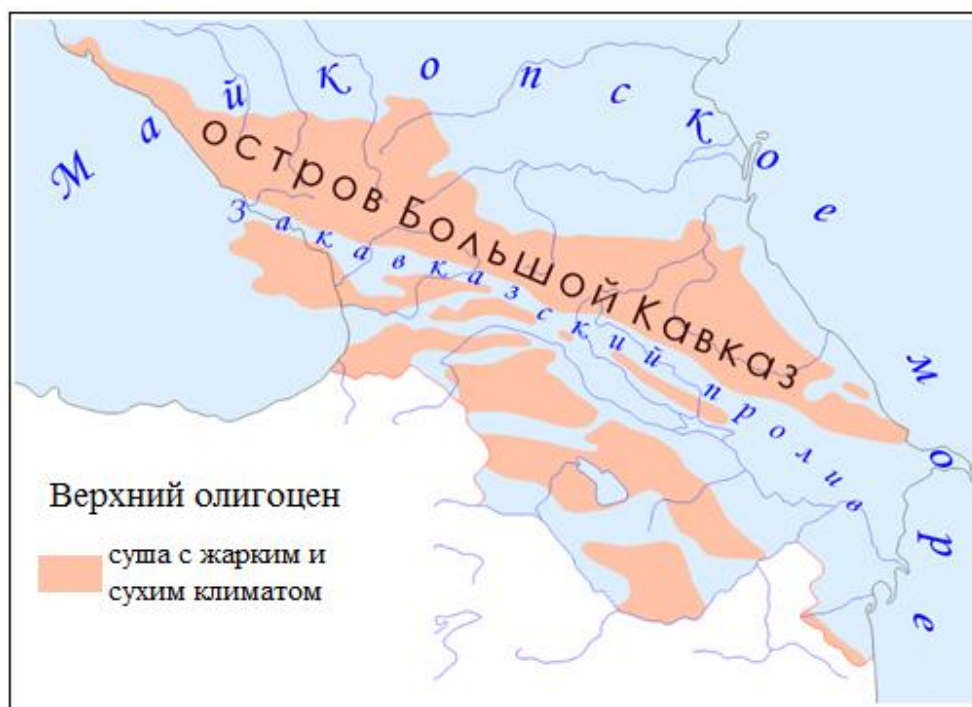 Майкопское море
остров Большой Кавказ
Закавказский пролив
Верхний олигоцен
суша с жарким и
сухим климатом